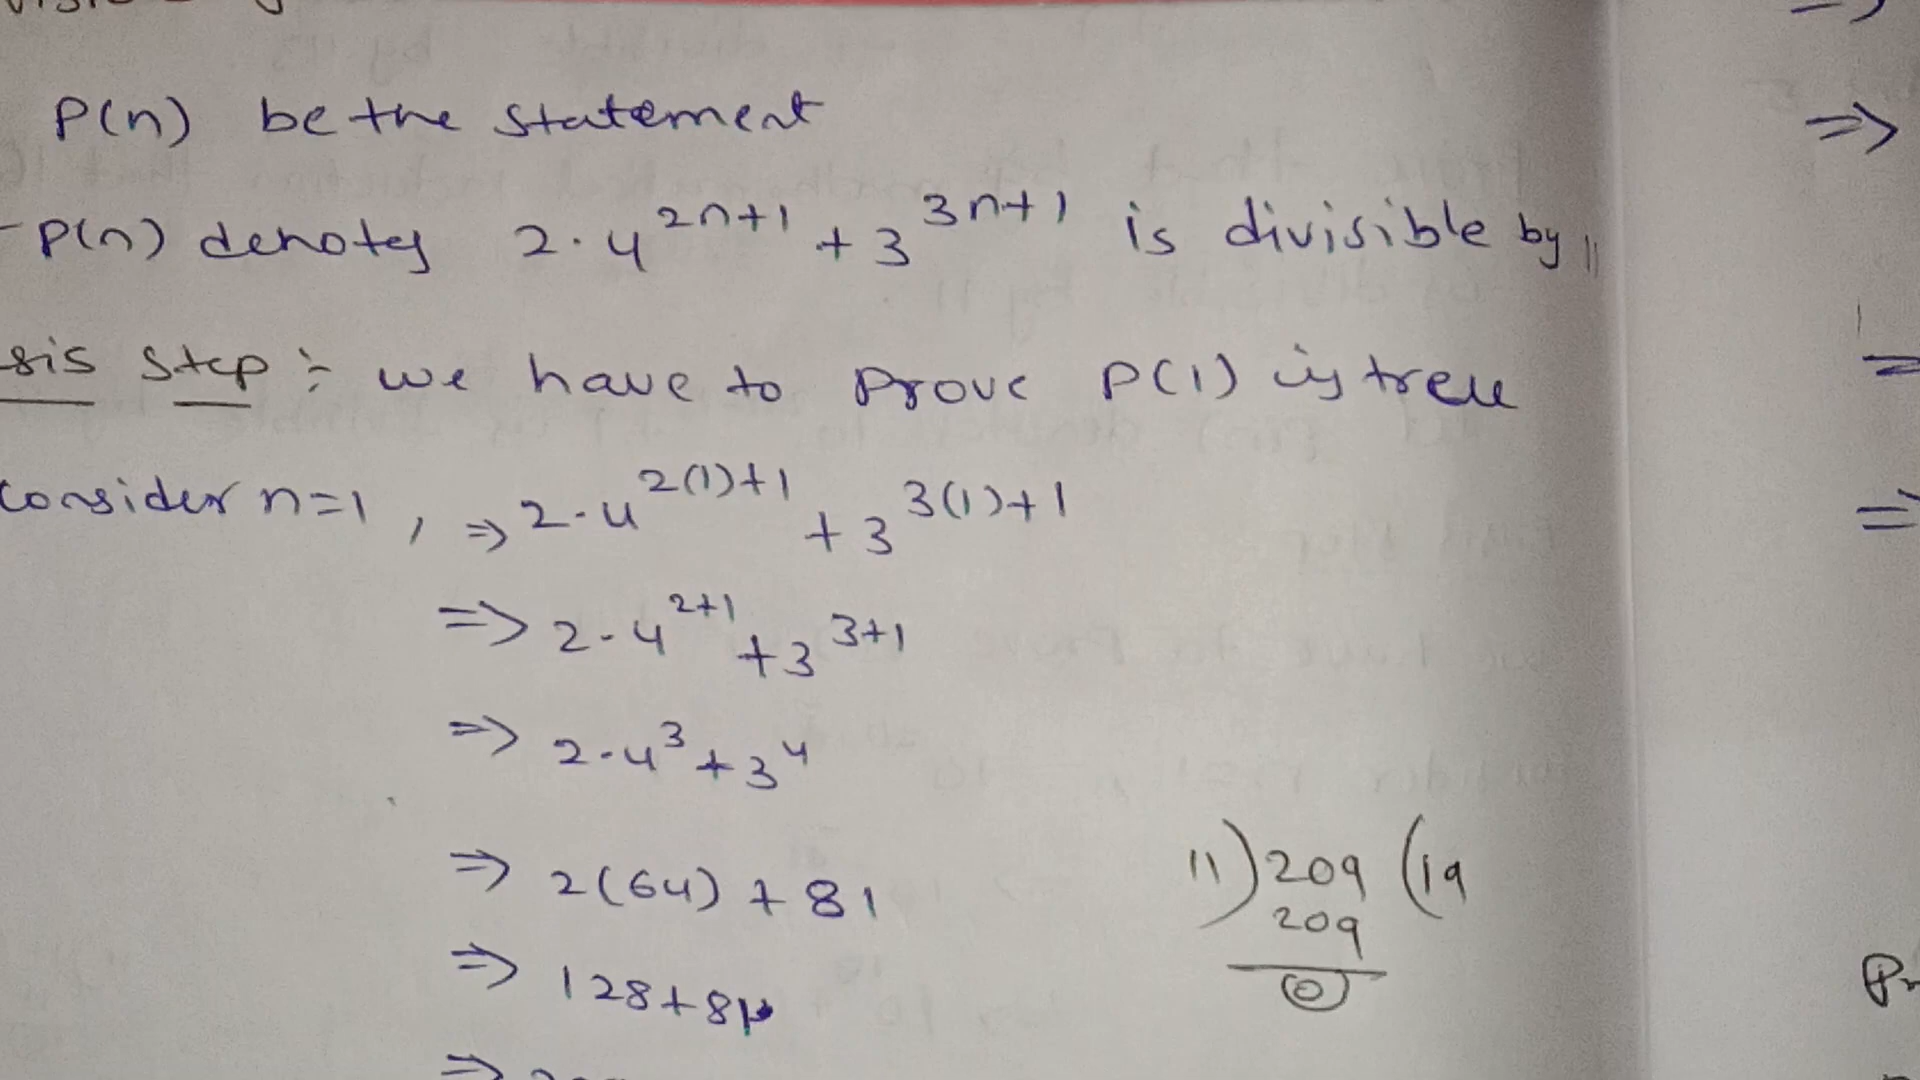 P(n) be the statement
P(n) denotes 2·4^{2n+1} + 3^{3n+1} is divisible by 11
sis step :- we have to prove P(1) is true
consider n=1, ⇒ 2·4^{2(1)+1} + 3^{3(1)+1}
⇒ 2·4^{2+1} + 3^{3+1}
⇒ 2·4^3 + 3^4
⇒ 2(64) + 81
11)209(19
209
0
⇒ 128+81
⇒
⇒
⇒